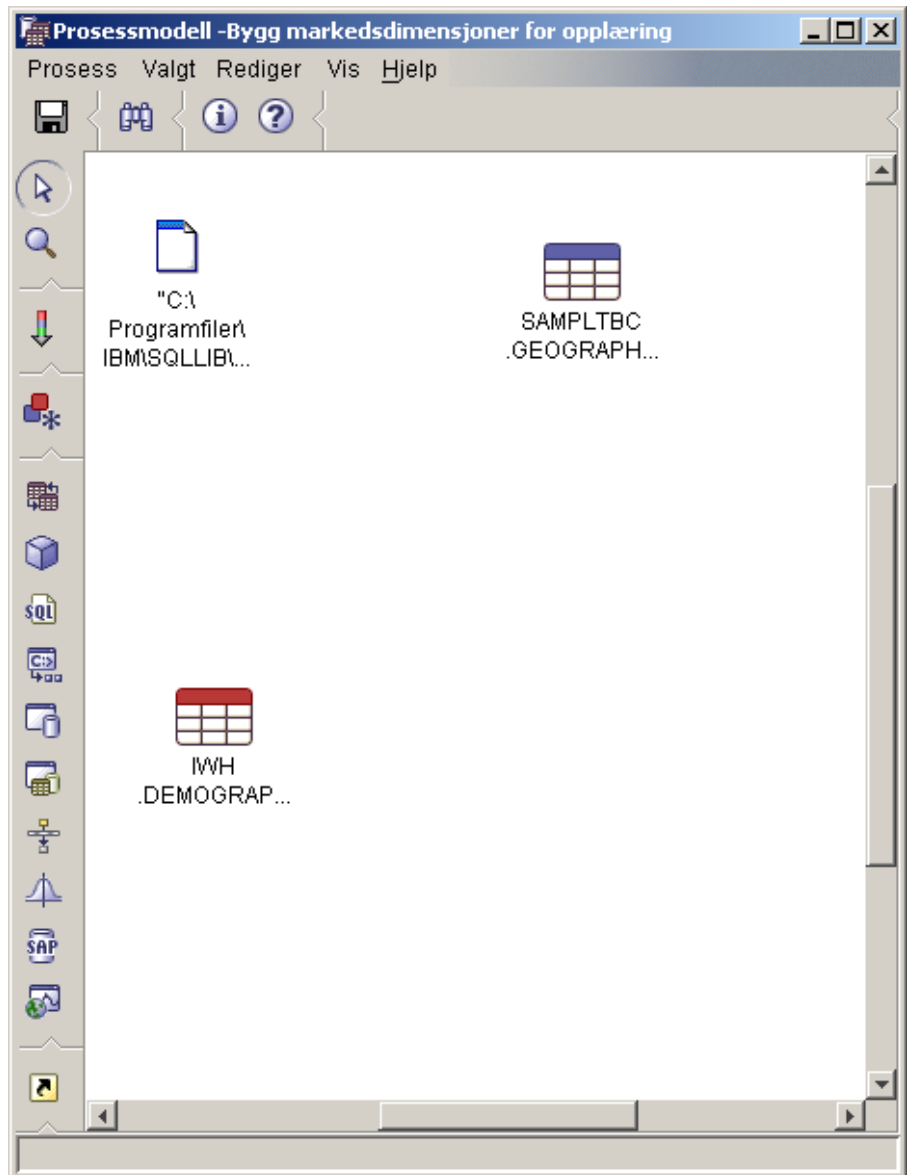 Prosessmodell -Bygg markedsdimensjoner for opplæring
Prosess Valgt Rediger Vis Hjelp
"C:\
Programfiler\
IBM\SQLLIB\...
SAMPLTBC
.GEOGRAPH...
SQL
C:>
IWH
.DEMOGRAP...
SAP